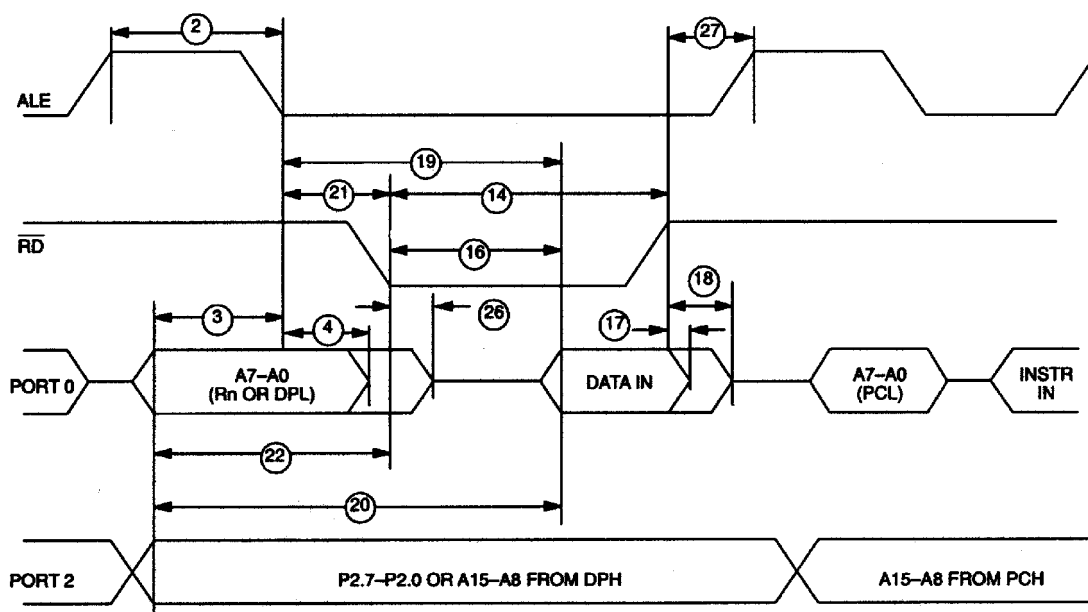 2
27
ALE
19
21
14
RD
16
18
3
4
26
17
PORT 0
A7–A0
(Rn OR DPL)
DATA IN
A7–A0
(PCL)
INSTR
IN
22
20
PORT 2
P2.7–P2.0 OR A15–A8 FROM DPH
A15–A8 FROM PCH